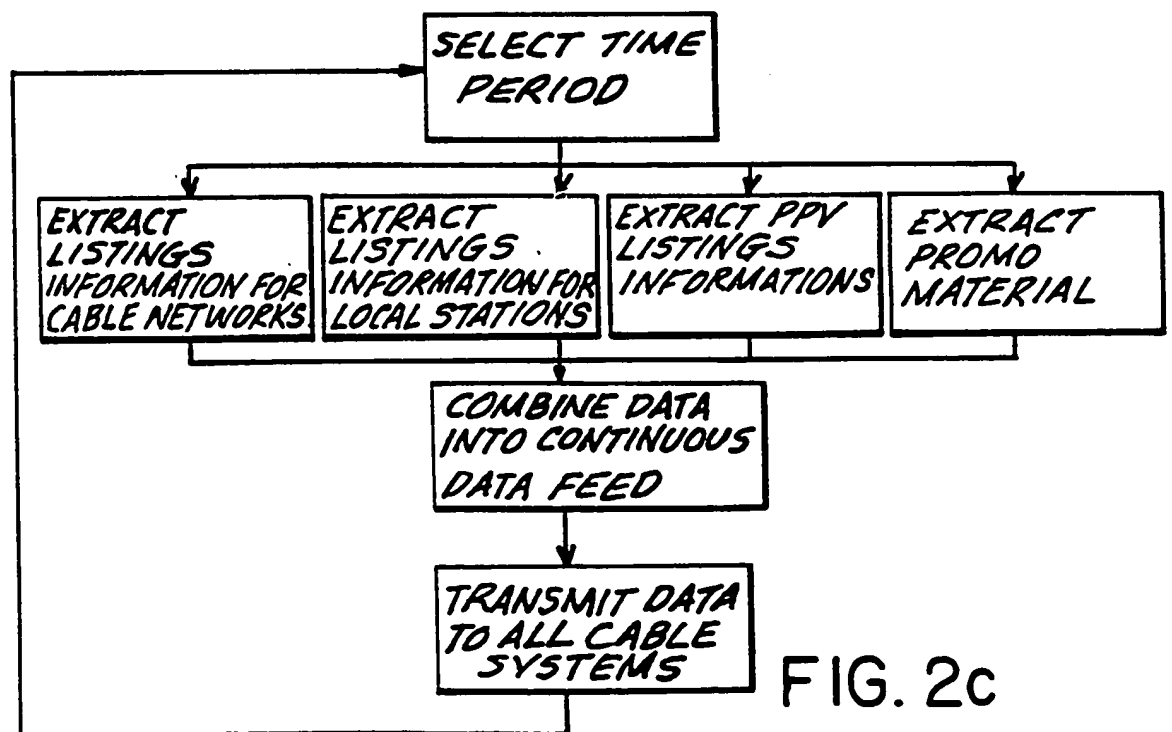 SELECT TIME
PERIOD
EXTRACT
LISTINGS
INFORMATION FOR
CABLE NETWORKS
EXTRACT
LISTINGS
INFORMATION FOR
LOCAL STATIONS
EXTRACT PPV
LISTINGS
INFORMATIONS
EXTRACT
PROMO
MATERIAL
COMBINE DATA
INTO CONTINUOUS
DATA FEED
TRANSMIT DATA
TO ALL CABLE
SYSTEMS
FIG. 2c